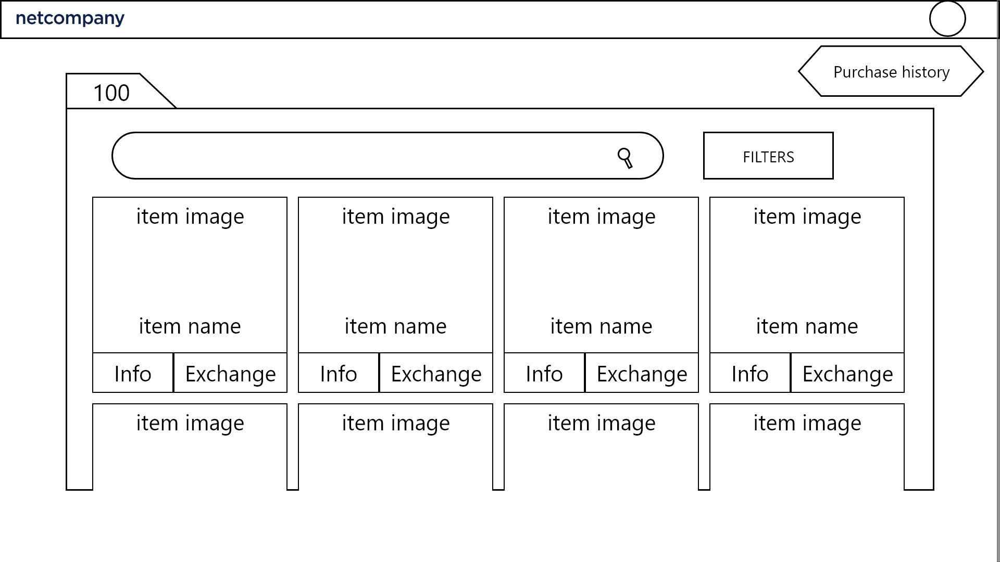 netcompany
Purchase history
100
FILTERS
item image item image item image item image
item name item name item name item name
Info Exchange Info Exchange Info Exchange Info Exchange
item image item image item image item image